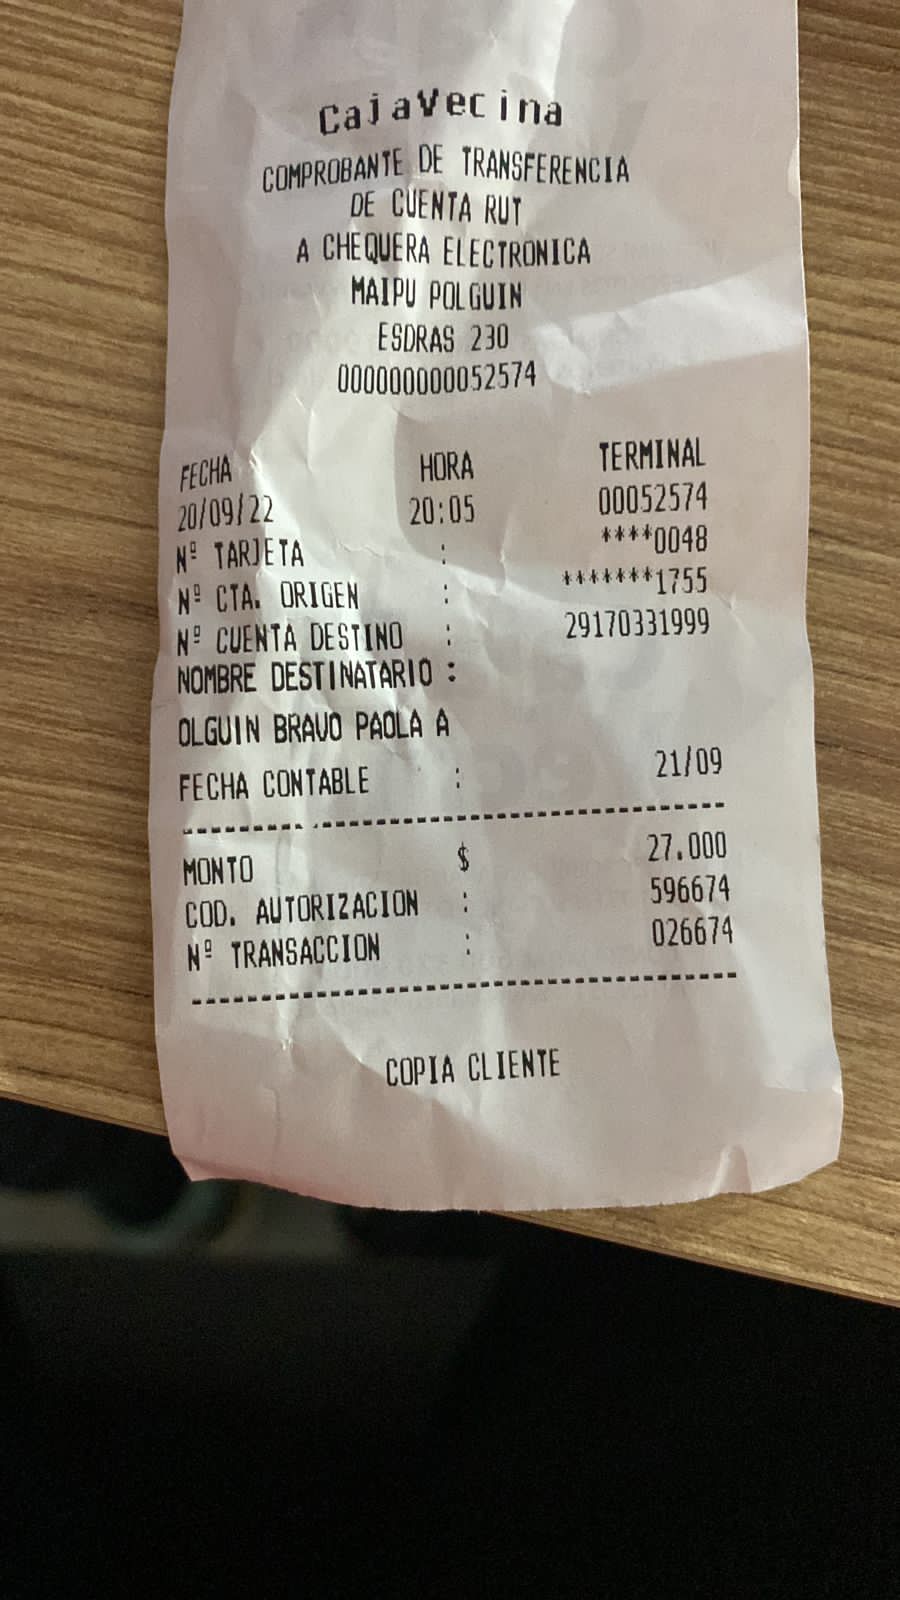 CajaVecina
COMPROBANTE DE TRANSFERENCIA
DE CUENTA RUT
A CHEQUERA ELECTRONICA
MAIPU POLGUIN
ESDRAS 230
000000000052574
FECHA HORA TERMINAL
20/09/22 20:05 00052574
Nº TARJETA : ****0048
Nº CTA. ORIGEN : *******1755
Nº CUENTA DESTINO : 29170331999
NOMBRE DESTINATARIO :
OLGUIN BRAVO PAOLA A
FECHA CONTABLE : 21/09
MONTO $ 27.000
COD. AUTORIZACION : 596674
Nº TRANSACCION : 026674
COPIA CLIENTE